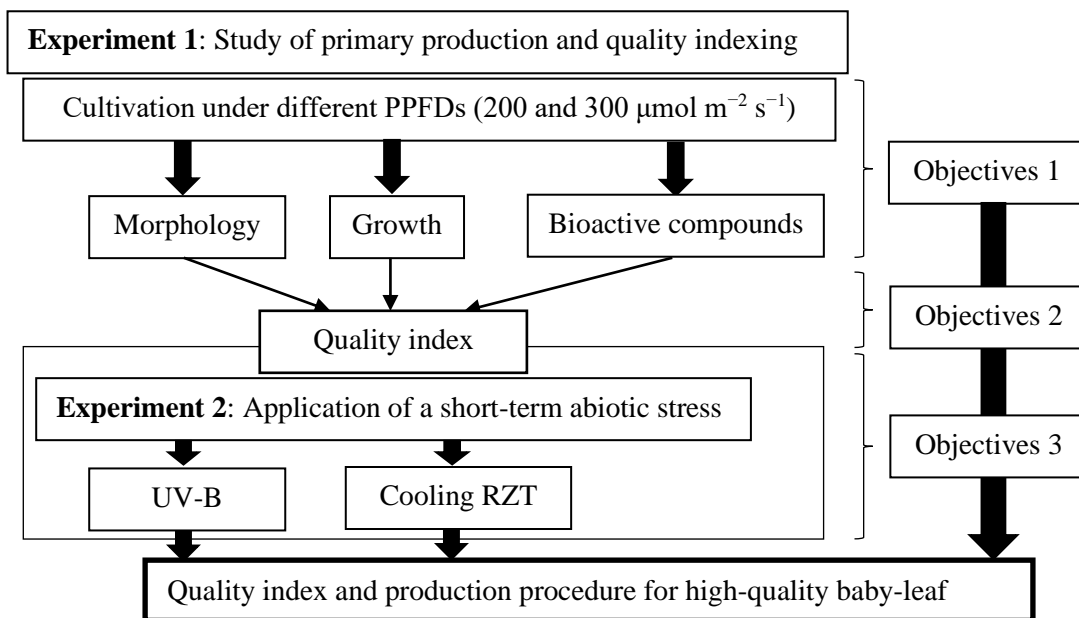 Experiment 1: Study of primary production and quality indexing
Cultivation under different PPFDs (200 and 300 μmol m⁻² s⁻¹)
Objectives 1
Morphology
Growth
Bioactive compounds
Objectives 2
Quality index
Experiment 2: Application of a short-term abiotic stress
Objectives 3
UV-B
Cooling RZT
Quality index and production procedure for high-quality baby-leaf